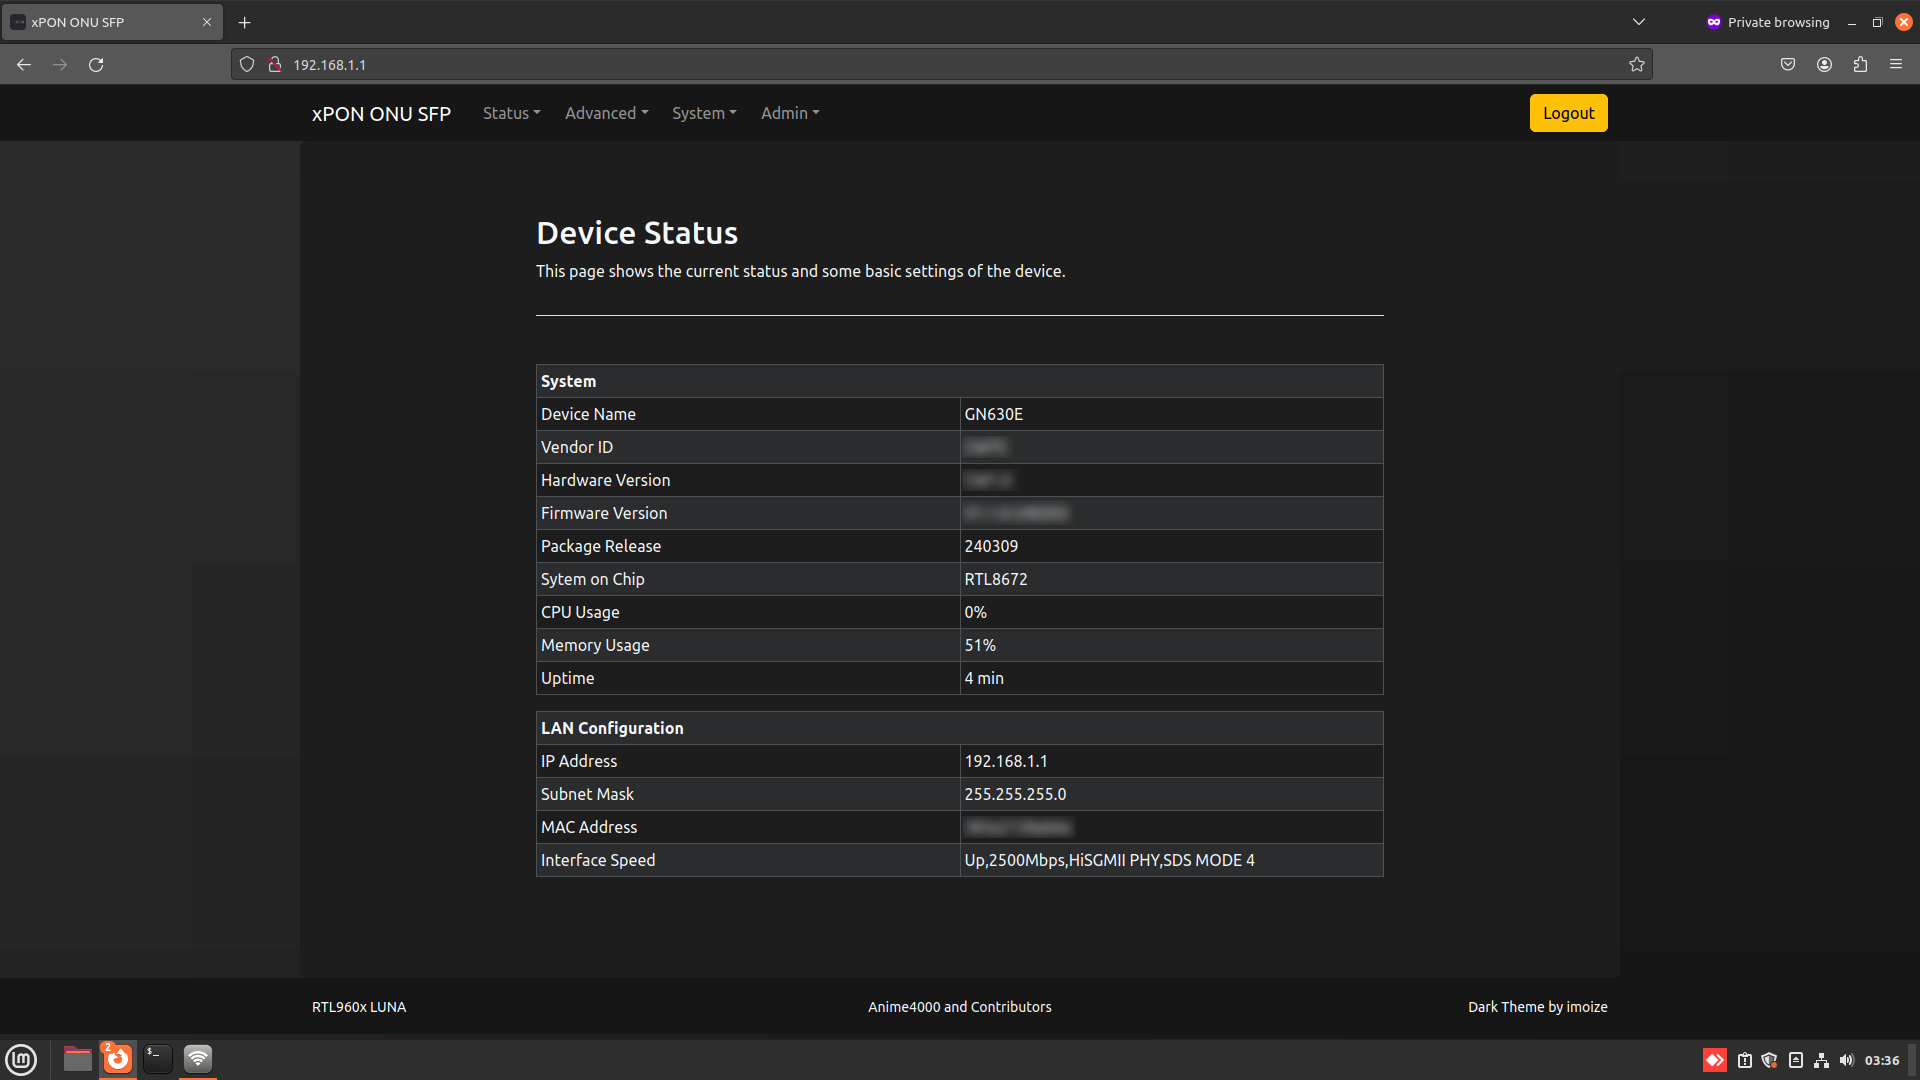 xPON ONU SFP
Private browsing
192.168.1.1
xPON ONU SFP Status Advanced System Admin Logout
Device Status
This page shows the current status and some basic settings of the device.
System
Device Name GN630E
Vendor ID
Hardware Version
Firmware Version
Package Release 240309
Sytem on Chip RTL8672
CPU Usage 0%
Memory Usage 51%
Uptime 4 min
LAN Configuration
IP Address 192.168.1.1
Subnet Mask 255.255.255.0
MAC Address
Interface Speed Up,2500Mbps,HiSGMII PHY,SDS MODE 4
RTL960x LUNA Anime4000 and Contributors Dark Theme by imoize
2
$_
lm
03:36